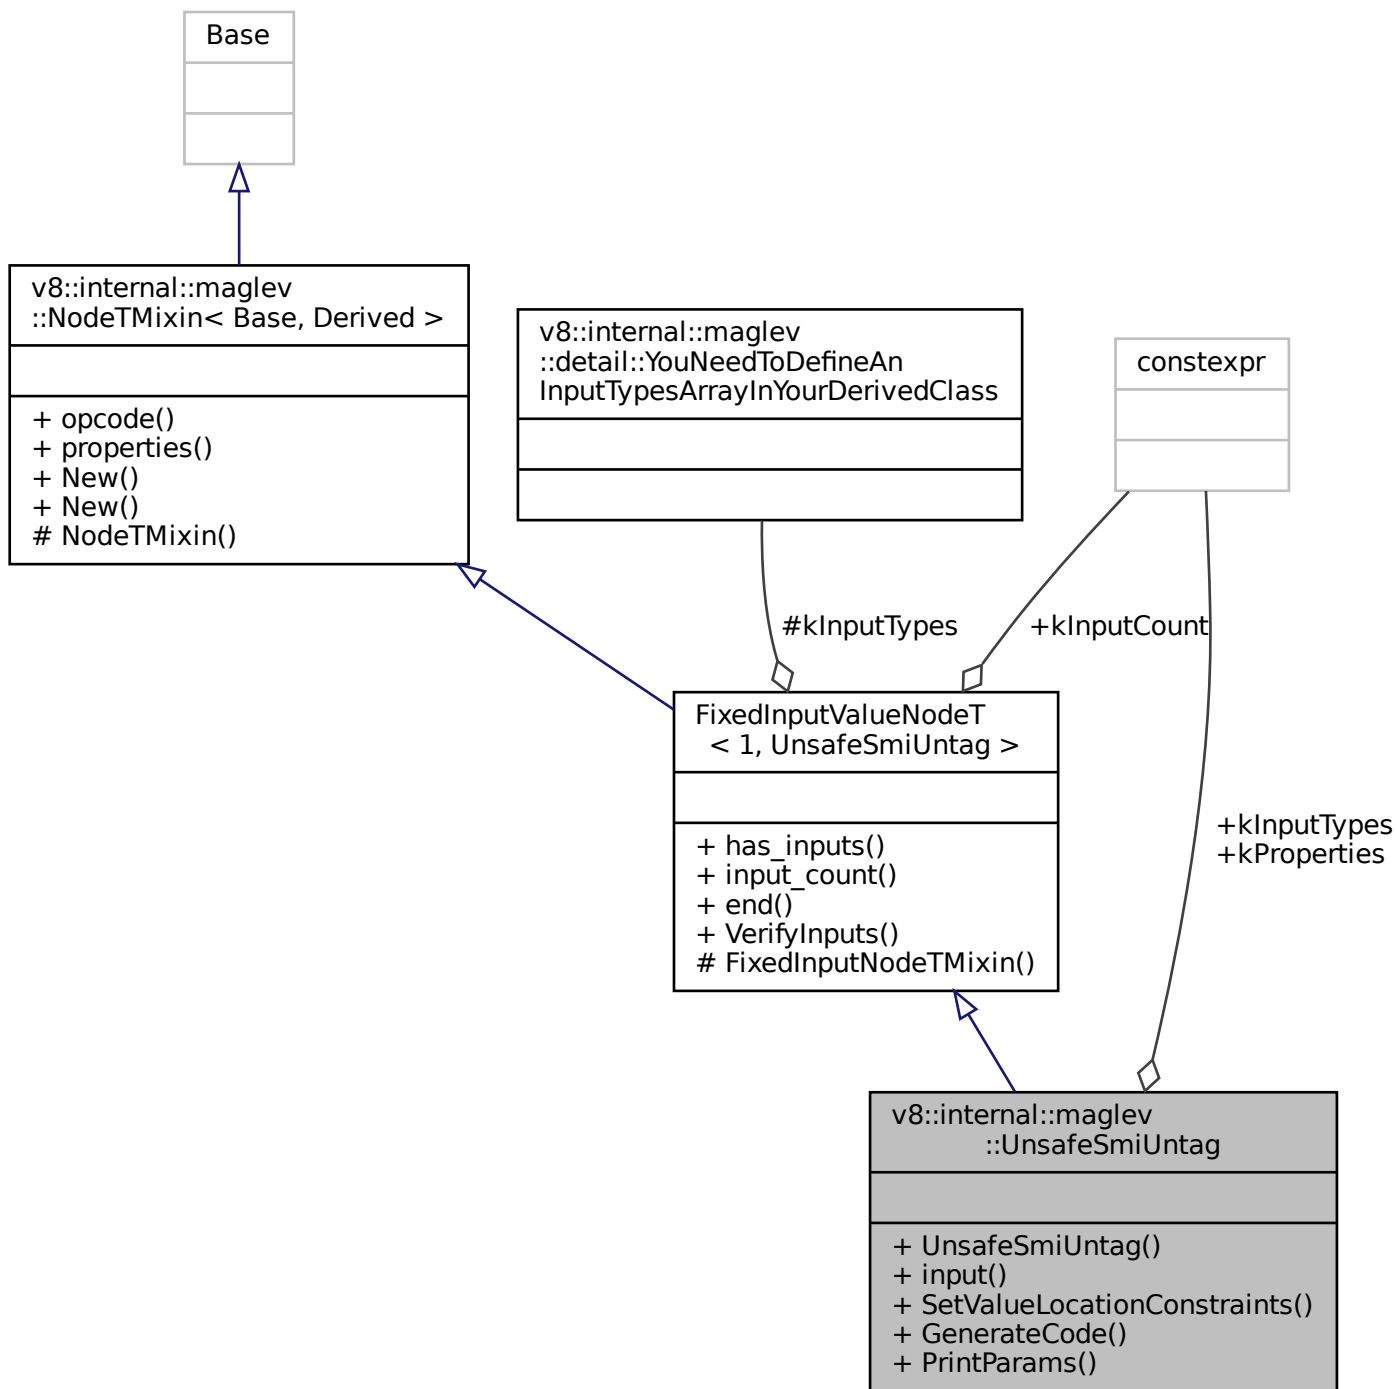 Base
v8::internal::maglev
::NodeTMixin< Base, Derived >
+ opcode()
+ properties()
+ New()
+ New()
# NodeTMixin()
v8::internal::maglev
::detail::YouNeedToDefineAn
InputTypesArrayInYourDerivedClass
constexpr
#kInputTypes
+kInputCount
FixedInputValueNodeT
< 1, UnsafeSmiUntag >
+ has_inputs()
+ input_count()
+ end()
+ VerifyInputs()
# FixedInputNodeTMixin()
+kInputTypes
+kProperties
v8::internal::maglev
::UnsafeSmiUntag
+ UnsafeSmiUntag()
+ input()
+ SetValueLocationConstraints()
+ GenerateCode()
+ PrintParams()